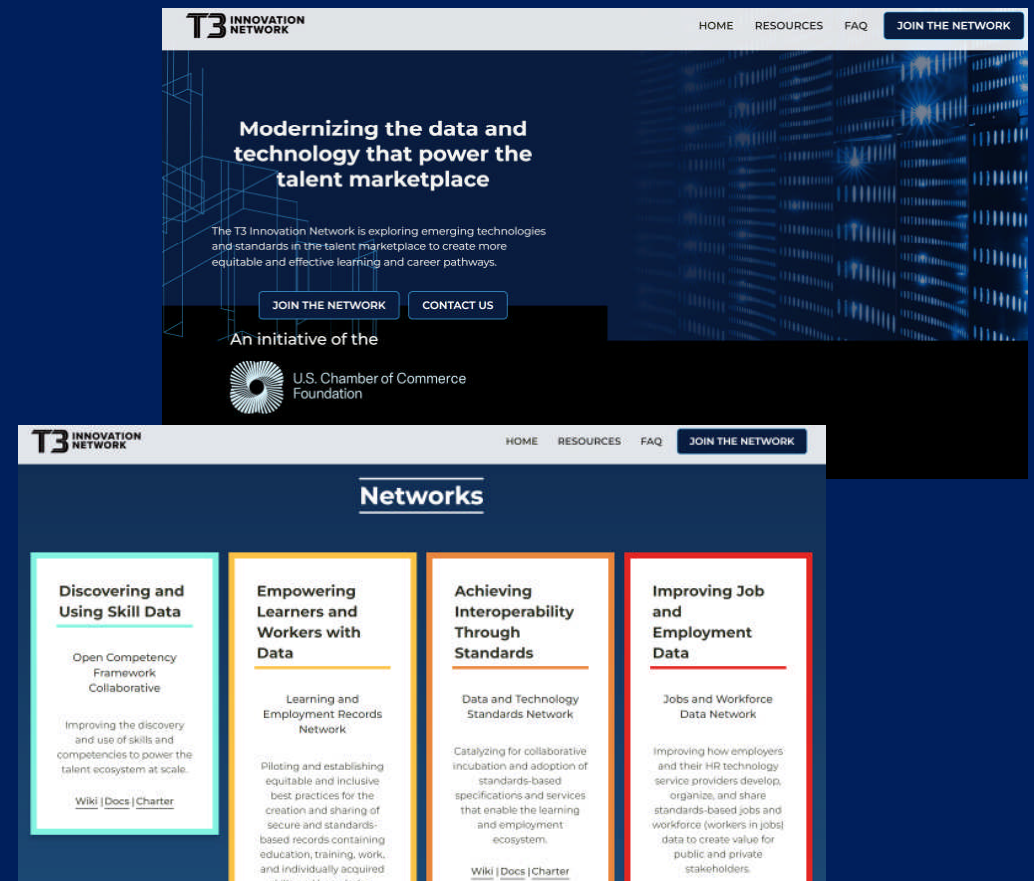 T3 INNOVATION NETWORK
HOME RESOURCES FAQ JOIN THE NETWORK
Modernizing the data and
technology that power the
talent marketplace
The T3 Innovation Network is exploring emerging technologies
and standards in the talent marketplace to create more
equitable and effective learning and career pathways.
JOIN THE NETWORK CONTACT US
An initiative of the
U.S. Chamber of Commerce
Foundation
T3 INNOVATION NETWORK
HOME RESOURCES FAQ JOIN THE NETWORK
Networks
Discovering and
Using Skill Data
Open Competency
Framework
Collaborative
Improving the discovery
and use of skills and
competencies to power the
talent ecosystem at scale.
Wiki | Docs | Charter
Empowering
Learners and
Workers with
Data
Learning and
Employment Records
Network
Piloting and establishing
equitable and inclusive
best practices for the
creation and sharing of
secure and standards-
based records containing
education, training, work,
and individually acquired
Achieving
Interoperability
Through
Standards
Data and Technology
Standards Network
Catalyzing for collaborative
incubation and adoption of
standards-based
specifications and services
that enable the learning
and employment
ecosystem.
Wiki | Docs | Charter
Improving Job
and
Employment
Data
Jobs and Workforce
Data Network
Improving how employers
and their HR technology
service providers develop,
organize, and share
standards-based jobs and
workforce (workers in jobs)
data to create value for
public and private
stakeholders.